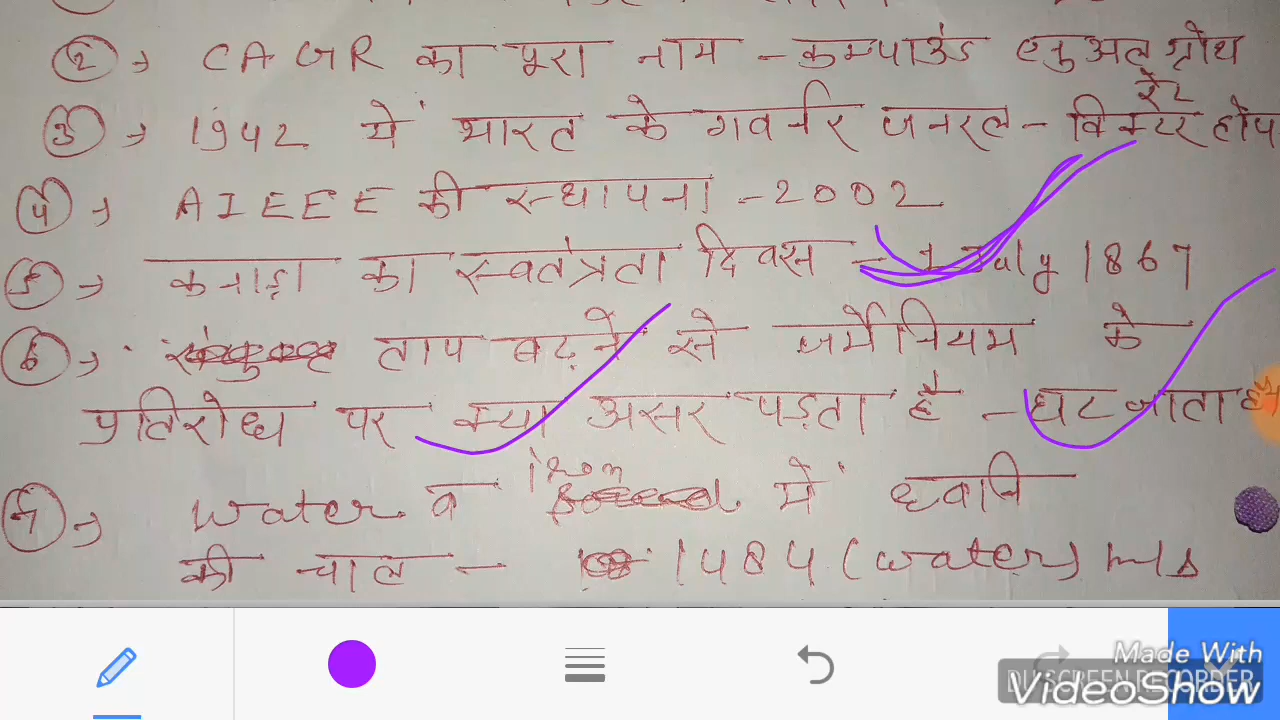 ② → CAGR का पूरा नाम - कम्पाउंड एनुअल ग्रोथ
रेट
③ → 1942 में भारत के गवर्नर जनरल - विक्टर होप
④ → AIEEE की स्थापना - 2002
⑤ → कनाडा का स्वतंत्रता दिवस - 1 July 1867
⑥ → ताप बढ़ने से जर्मेनियम के
प्रतिरोध पर क्या असर पड़ता है - घट जाता है
⑦ → Water व iron में ध्वनि
की चाल - 1484 (water) m/s
Made With
VideoShow